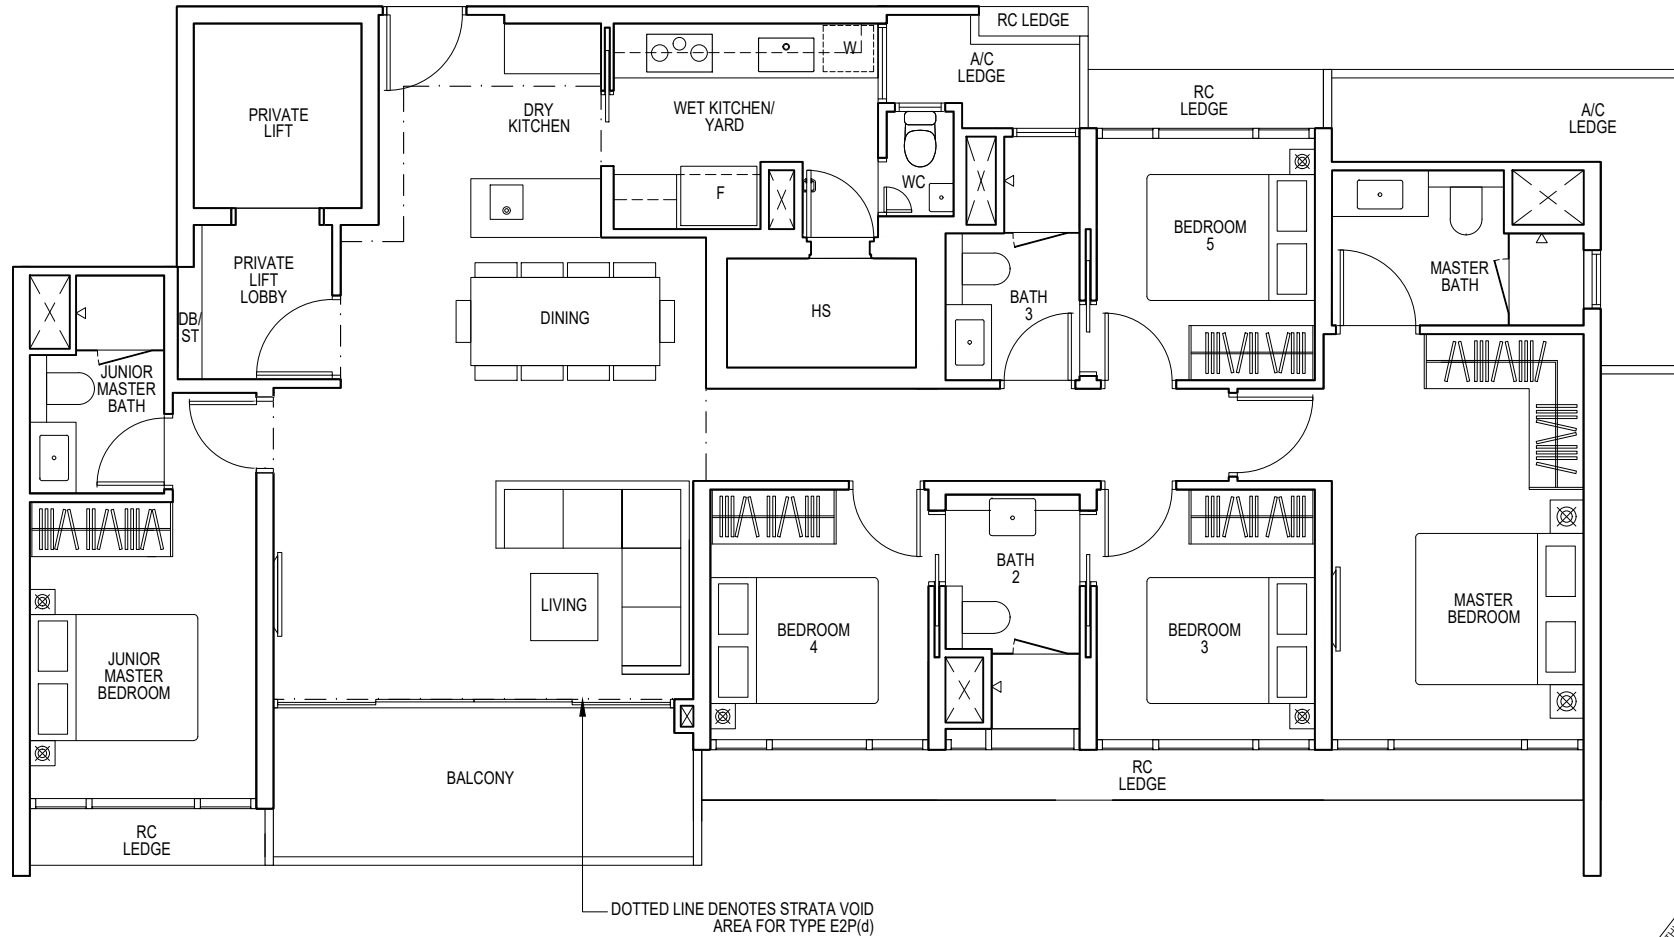 RC LEDGE
A/C
LEDGE
RC
LEDGE
A/C
LEDGE
PRIVATE
LIFT
DRY
KITCHEN
WET KITCHEN/
YARD
W
F
WC
PRIVATE
LIFT
LOBBY
DB/
ST
DINING
HS
BATH
3
BEDROOM
5
MASTER
BATH
JUNIOR
MASTER
BATH
LIVING
BEDROOM
4
BATH
2
BEDROOM
3
MASTER
BEDROOM
JUNIOR
MASTER
BEDROOM
BALCONY
RC
LEDGE
RC
LEDGE
DOTTED LINE DENOTES STRATA VOID
AREA FOR TYPE E2P(d)